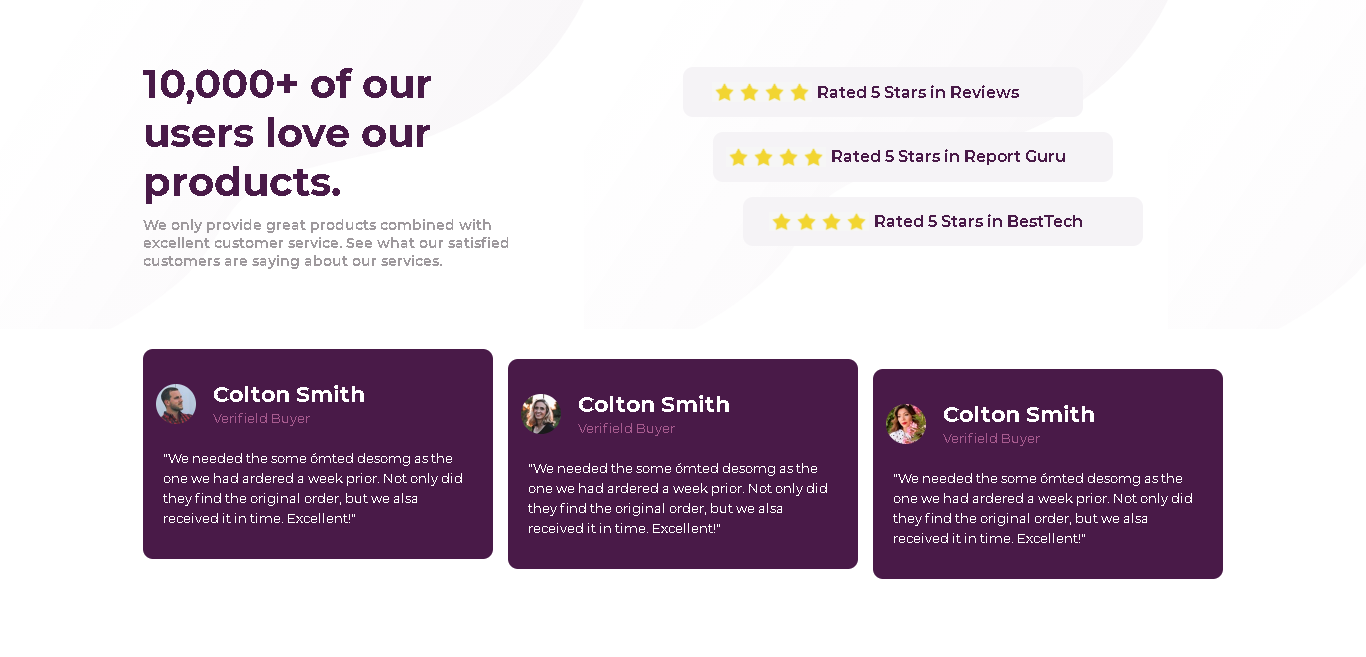 10,000+ of our
users love our
products.
We only provide great products combined with
excellent customer service. See what our satisfied
customers are saying about our services.
Rated 5 Stars in Reviews
Rated 5 Stars in Report Guru
Rated 5 Stars in BestTech
Colton Smith
Verifield Buyer
"We needed the some ómted desomg as the
one we had ardered a week prior. Not only did
they find the original order, but we alsa
received it in time. Excellent!"
Colton Smith
Verifield Buyer
"We needed the some ómted desomg as the
one we had ardered a week prior. Not only did
they find the original order, but we alsa
received it in time. Excellent!"
Colton Smith
Verifield Buyer
"We needed the some ómted desomg as the
one we had ardered a week prior. Not only did
they find the original order, but we alsa
received it in time. Excellent!"